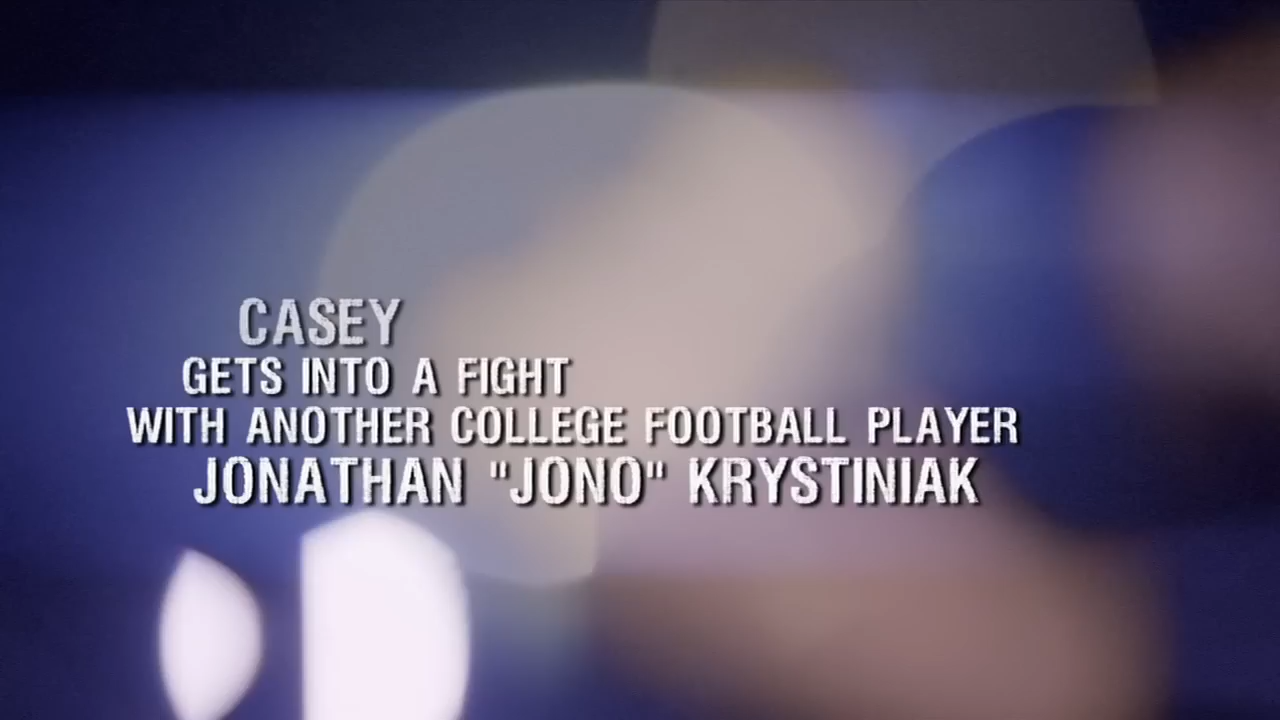 CASEY
GETS INTO A FIGHT
WITH ANOTHER COLLEGE FOOTBALL PLAYER
JONATHAN "JONO" KRYSTINIAK